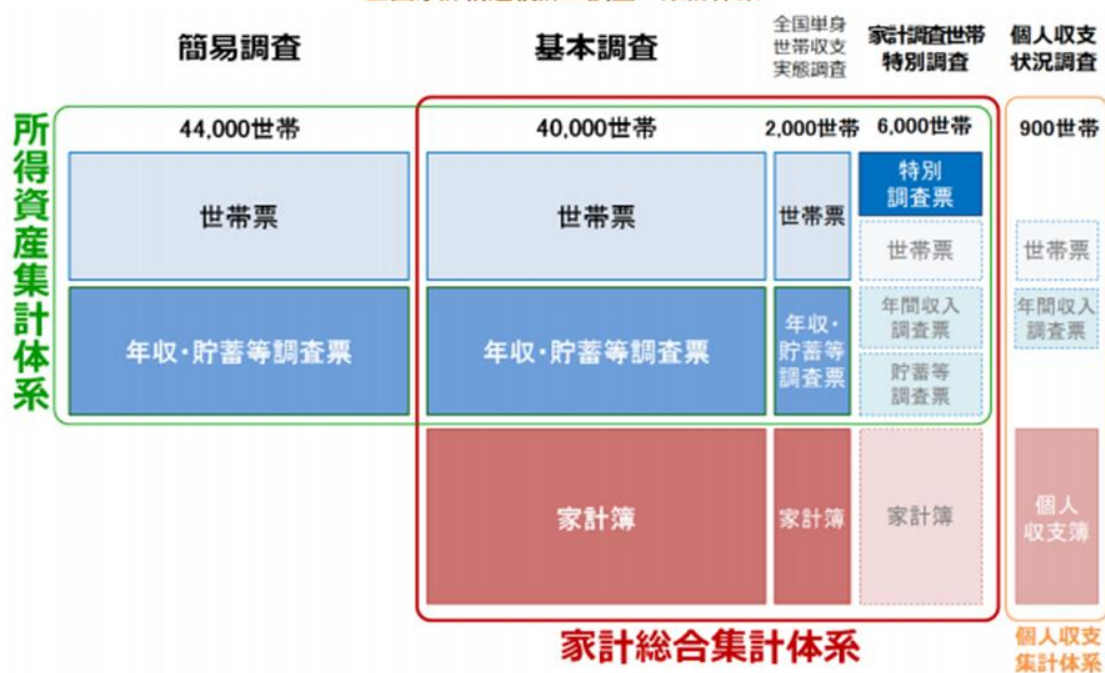 簡易調査
基本調査
全国単身
世帯収支
実態調査
家計調査世帯
特別調査
個人収支
状況調査
所得資産集計体系
44,000世帯
40,000世帯
2,000世帯
6,000世帯
900世帯
世帯票
世帯票
世帯票
特別
調査票
世帯票
世帯票
年収・貯蓄等調査票
年収・貯蓄等調査票
年収・
貯蓄等
調査票
年間収入
調査票
貯蓄等
調査票
年間収入
調査票
家計簿
家計簿
家計簿
個人
収支簿
家計総合集計体系
個人収支
集計体系